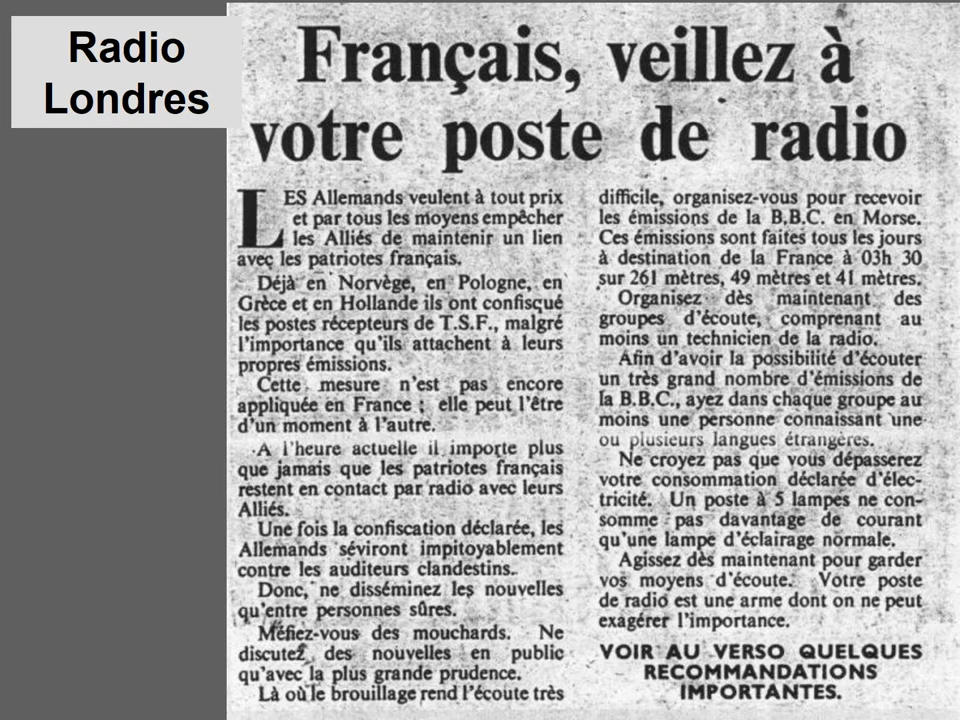 Radio
Londres
Français, veillez à
votre poste de radio
LES Allemands veulent à tout prix
et par tous les moyens empêcher
les Alliés de maintenir un lien
avec les patriotes français.
Déjà en Norvège, en Pologne, en
Grèce et en Hollande ils ont confisqué
les postes récepteurs de T.S.F., malgré
l'importance qu'ils attachent à leurs
propres émissions.
Cette mesure n'est pas encore
appliquée en France ; elle peut l'être
d'un moment à l'autre.
A l'heure actuelle il importe plus
que jamais que les patriotes français
restent en contact par radio avec leurs
Alliés.
Une fois la confiscation déclarée, les
Allemands séviront impitoyablement
contre les auditeurs clandestins.
Donc, ne disséminez les nouvelles
qu'entre personnes sûres.
Méfiez-vous des mouchards. Ne
discutez des nouvelles en public
qu'avec la plus grande prudence.
Là où le brouillage rend l'écoute très
difficile, organisez-vous pour recevoir
les émissions de la B.B.C. en Morse.
Ces émissions sont faites tous les jours
à destination de la France à 03h 30
sur 261 mètres, 49 mètres et 41 mètres.
Organisez dès maintenant des
groupes d'écoute, comprenant au
moins un technicien de la radio.
Afin d'avoir la possibilité d'écouter
un très grand nombre d'émissions de
la B.B.C., ayez dans chaque groupe au
moins une personne connaissant une
ou plusieurs langues étrangères.
Ne croyez pas que vous dépasserez
votre consommation déclarée d'élec-
tricité. Un poste à 5 lampes ne con-
somme pas davantage de courant
qu'une lampe d'éclairage normale.
Agissez dès maintenant pour garder
vos moyens d'écoute. Votre poste
de radio est une arme dont on ne peut
exagérer l'importance.
VOIR AU VERSO QUELQUES
RECOMMANDATIONS
IMPORTANTES.